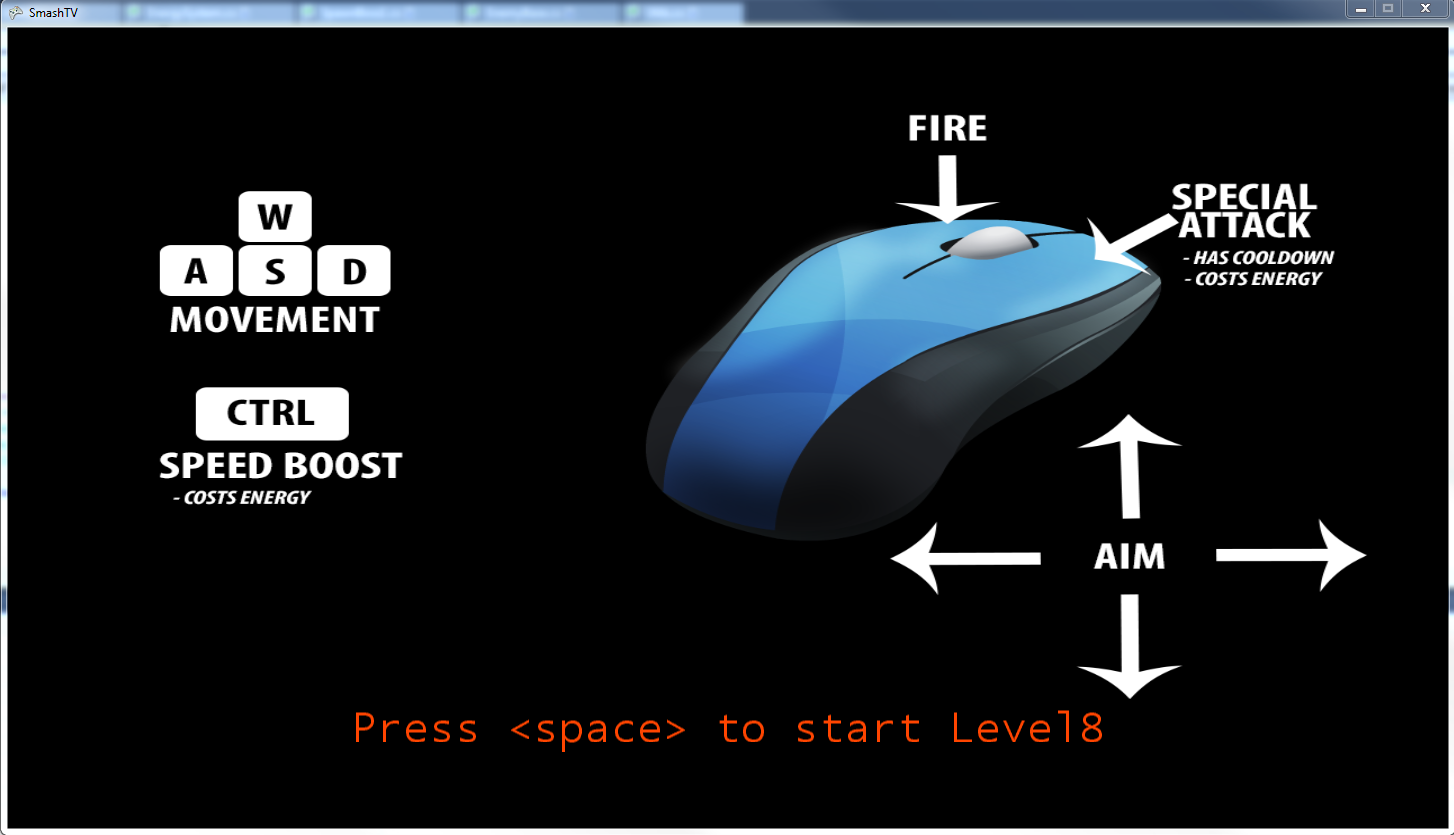 SmashTV
FIRE
SPECIAL
ATTACK
- HAS COOLDOWN
- COSTS ENERGY
W
A S D
MOVEMENT
CTRL
SPEED BOOST
- COSTS ENERGY
AIM
Press <space> to start Level8